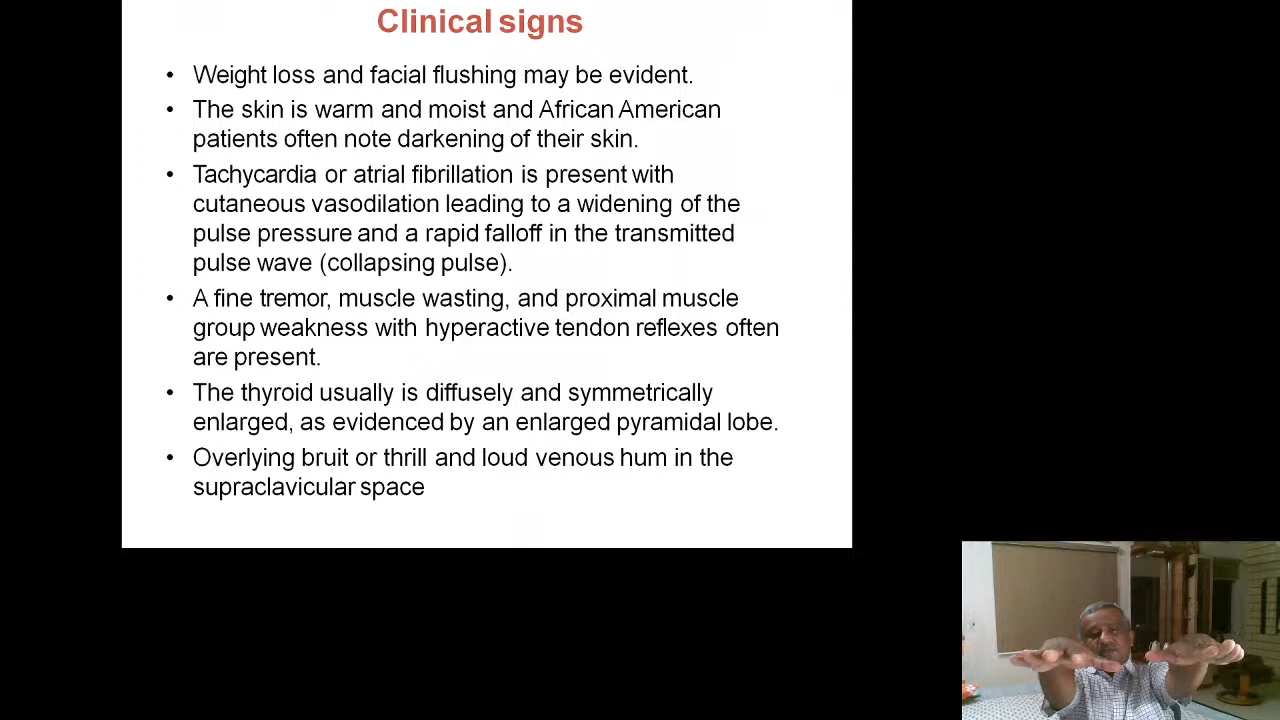 Clinical signs
• Weight loss and facial flushing may be evident.
• The skin is warm and moist and African American
patients often note darkening of their skin.
• Tachycardia or atrial fibrillation is present with
cutaneous vasodilation leading to a widening of the
pulse pressure and a rapid falloff in the transmitted
pulse wave (collapsing pulse).
• A fine tremor, muscle wasting, and proximal muscle
group weakness with hyperactive tendon reflexes often
are present.
• The thyroid usually is diffusely and symmetrically
enlarged, as evidenced by an enlarged pyramidal lobe.
• Overlying bruit or thrill and loud venous hum in the
supraclavicular space